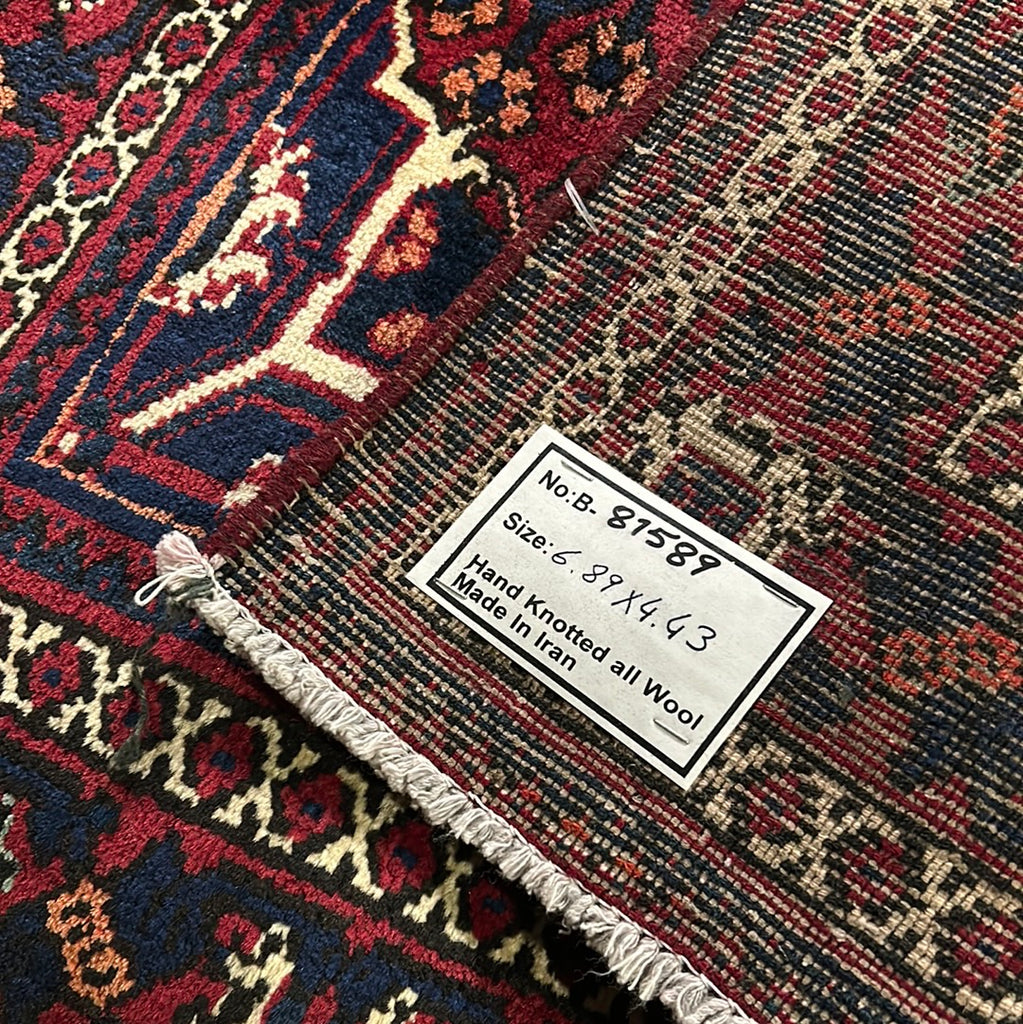 No:B- 81589
Size: 6.89X4.43
Hand Knotted all Wool
Made In Iran